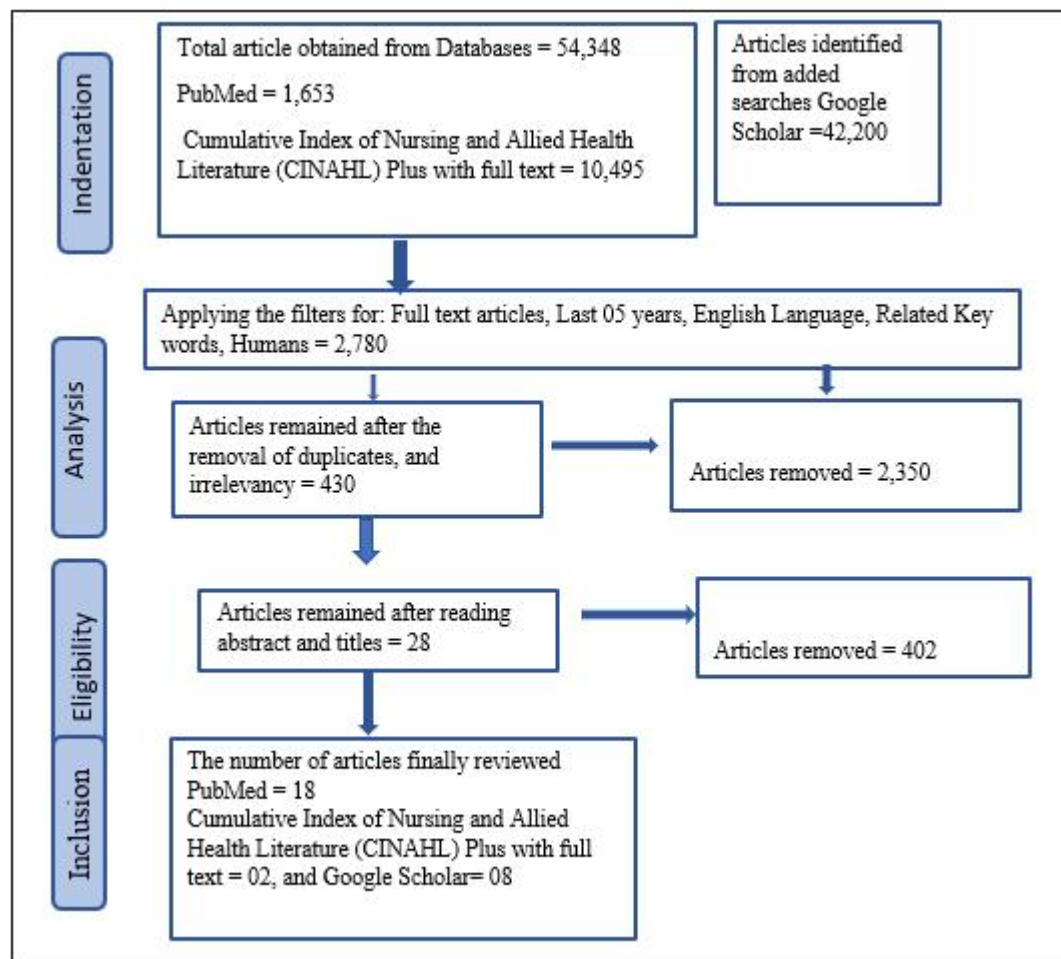 Indentation
Total article obtained from Databases = 54,348
PubMed = 1,653
Cumulative Index of Nursing and Allied Health
Literature (CINAHL) Plus with full text = 10,495
Articles identified
from added
searches Google
Scholar =42,200
Analysis
Applying the filters for: Full text articles, Last 05 years, English Language, Related Key
words, Humans = 2,780
Articles remained after the
removal of duplicates, and
irrelevancy = 430
Articles removed = 2,350
Eligibility
Articles remained after reading
abstract and titles = 28
Articles removed = 402
Inclusion
The number of articles finally reviewed
PubMed = 18
Cumulative Index of Nursing and Allied
Health Literature (CINAHL) Plus with full
text = 02, and Google Scholar= 08